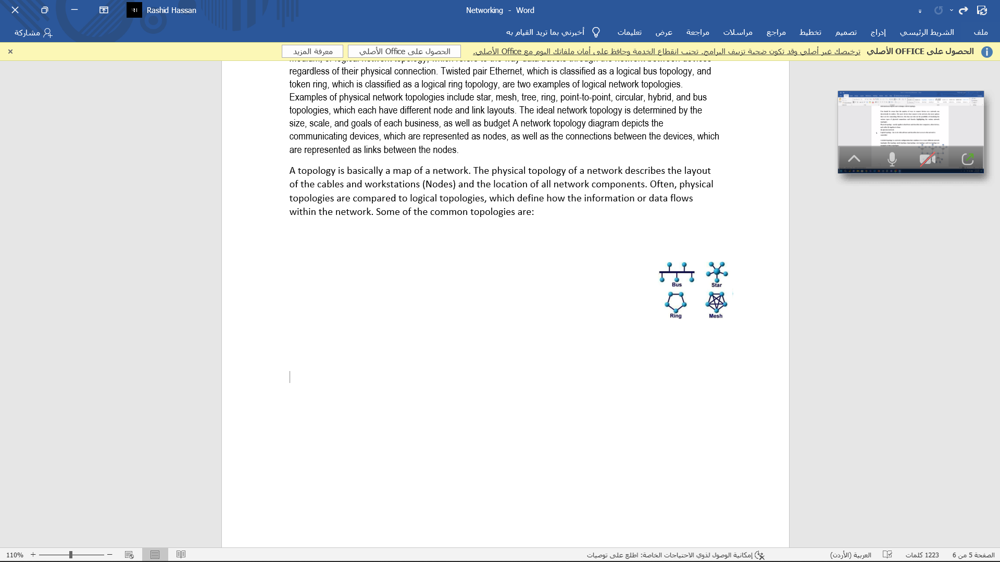 Rashid Hassan
Networking - Word
ملف
الشريط الرئيسي
إدراج
تصميم
تخطيط
مراجع
مراسلات
مراجعة
عرض
تعليمات
أخبرني بما تريد القيام به
مشاركة
الحصول على OFFICE الأصلي
ترخيصك غير أصلي وقد تكون ضحية تزييف البرامج. تجنب انقطاع الخدمة وحافظ على أمان ملفاتك اليوم مع Office الأصلي.
الحصول على Office الأصلي
معرفة المزيد
regardless of their physical connection. Twisted pair Ethernet, which is classified as a logical bus topology, and
token ring, which is classified as a logical ring topology, are two examples of logical network topologies.
Examples of physical network topologies include star, mesh, tree, ring, point-to-point, circular, hybrid, and bus
topologies, which each have different node and link layouts. The ideal network topology is determined by the
size, scale, and goals of each business, as well as budget A network topology diagram depicts the
communicating devices, which are represented as nodes, as well as the connections between the devices, which
are represented as links between the nodes.
A topology is basically a map of a network. The physical topology of a network describes the layout
of the cables and workstations (Nodes) and the location of all network components. Often, physical
topologies are compared to logical topologies, which define how the information or data flows
within the network. Some of the common topologies are:
Bus
Star
Ring
Mesh
الصفحة 5 من 6
1223 كلمات
العربية (الأردن)
إمكانية الوصول لذوي الاحتياجات الخاصة: اطلع على توصيات
110%